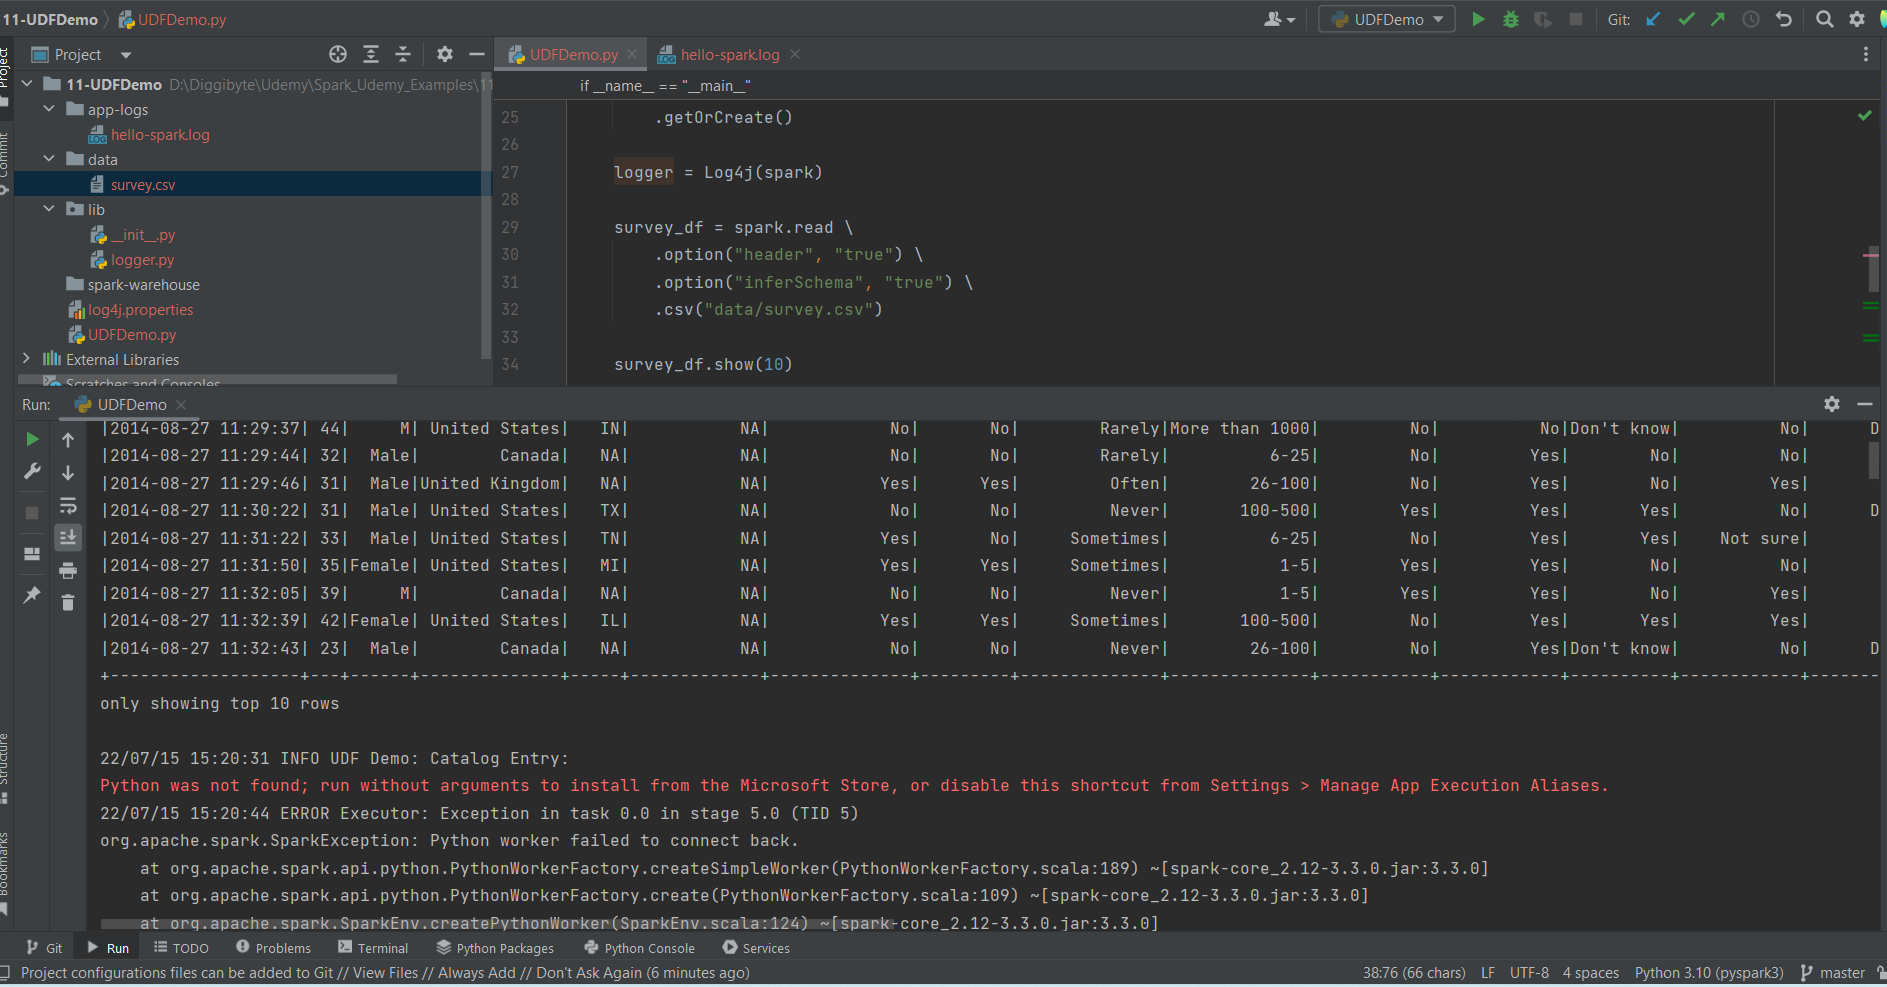 11-UDFDemo
UDFDemo.py
UDFDemo
Git:
Project
Project
UDFDemo.py
hello-spark.log
11-UDFDemo D:\Diggibyte\Udemy\Spark_Udemy_Examples\11
app-logs
hello-spark.log
data
survey.csv
lib
__init__.py
logger.py
spark-warehouse
log4j.properties
UDFDemo.py
External Libraries
Scratches and Consoles
Commit
if __name__ == "__main__"
25 .getOrCreate()
26
27 logger = Log4j(spark)
28
29 survey_df = spark.read \
30 .option("header", "true") \
31 .option("inferSchema", "true") \
32 .csv("data/survey.csv")
33
34 survey_df.show(10)
Run: UDFDemo
|2014-08-27 11:29:37| 44| M| United States| IN| NA| No| No| Rarely|More than 1000| No| No|Don't know| No| D
|2014-08-27 11:29:44| 32| Male| Canada| NA| NA| No| No| Rarely| 6-25| No| Yes| No| No|
|2014-08-27 11:29:46| 31| Male|United Kingdom| NA| NA| Yes| Yes| Often| 26-100| No| Yes| No| Yes|
|2014-08-27 11:30:22| 31| Male| United States| TX| NA| No| No| Never| 100-500| Yes| Yes| Yes| No| D
|2014-08-27 11:31:22| 33| Male| United States| TN| NA| Yes| No| Sometimes| 6-25| No| Yes| Yes| Not sure|
|2014-08-27 11:31:50| 35|Female| United States| MI| NA| Yes| Yes| Sometimes| 1-5| Yes| Yes| No| No|
|2014-08-27 11:32:05| 39| M| Canada| NA| NA| No| No| Never| 1-5| Yes| Yes| No| Yes|
|2014-08-27 11:32:39| 42|Female| United States| IL| NA| Yes| Yes| Sometimes| 100-500| No| Yes| Yes| Yes|
|2014-08-27 11:32:43| 23| Male| Canada| NA| NA| No| No| Never| 26-100| No| Yes|Don't know| No| D
+-------------------+---+------+--------------+-----+-------------+--------------+---------+--------------+--------------+-----------+------------+----------+------------+-------
only showing top 10 rows
22/07/15 15:20:31 INFO UDF Demo: Catalog Entry:
Python was not found; run without arguments to install from the Microsoft Store, or disable this shortcut from Settings > Manage App Execution Aliases.
22/07/15 15:20:44 ERROR Executor: Exception in task 0.0 in stage 5.0 (TID 5)
org.apache.spark.SparkException: Python worker failed to connect back.
at org.apache.spark.api.python.PythonWorkerFactory.createSimpleWorker(PythonWorkerFactory.scala:189) ~[spark-core_2.12-3.3.0.jar:3.3.0]
at org.apache.spark.api.python.PythonWorkerFactory.create(PythonWorkerFactory.scala:109) ~[spark-core_2.12-3.3.0.jar:3.3.0]
at org.apache.spark.SparkEnv.createPythonWorker(SparkEnv.scala:124) ~[spark-core_2.12-3.3.0.jar:3.3.0]
Structure
Bookmarks
Git
Run
TODO
Problems
Terminal
Python Packages
Python Console
Services
Project configurations files can be added to Git // View Files // Always Add // Don't Ask Again (6 minutes ago)
38:76 (66 chars) LF UTF-8 4 spaces Python 3.10 (pyspark3) master